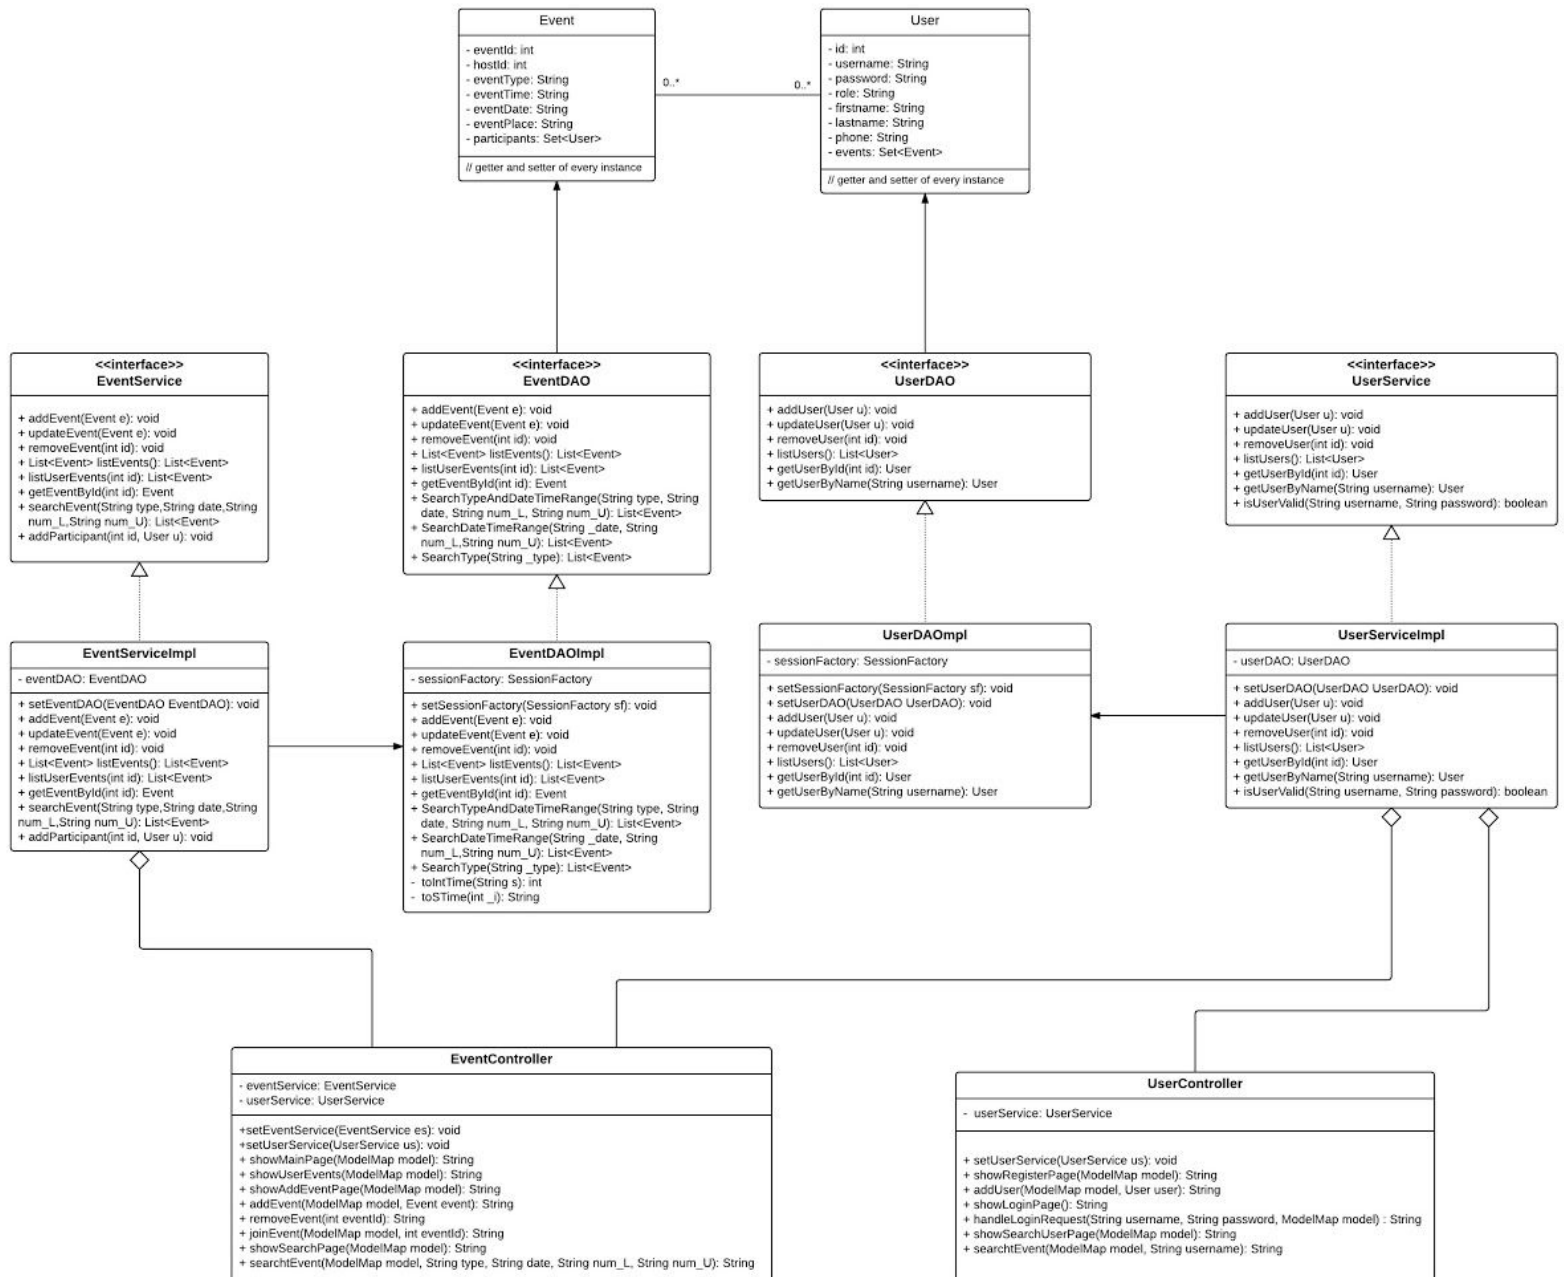 Event
- eventId: int
- hostId: int
- eventType: String
- eventTime: String
- eventDate: String
- eventPlace: String
- participants: Set<User>
// getter and setter of every instance
0..*
0..*
User
- id: int
- username: String
- password: String
- role: String
- firstname: String
- lastname: String
- phone: String
- events: Set<Event>
// getter and setter of every instance
<<interface>>
EventService
+ addEvent(Event e): void
+ updateEvent(Event e): void
+ removeEvent(int id): void
+ List<Event> listEvents(): List<Event>
+ listUserEvents(int id): List<Event>
+ getEventById(int id): Event
+ searchEvent(String type,String date,String
num_L,String num_U): List<Event>
+ addParticipant(int id, User u): void
<<interface>>
EventDAO
+ addEvent(Event e): void
+ updateEvent(Event e): void
+ removeEvent(int id): void
+ List<Event> listEvents(): List<Event>
+ listUserEvents(int id): List<Event>
+ getEventById(int id): Event
+ SearchTypeAndDateTimeRange(String type, String
date, String num_L, String num_U): List<Event>
+ SearchDateTimeRange(String _date, String
num_L,String num_U): List<Event>
+ SearchType(String _type): List<Event>
<<interface>>
UserDAO
+ addUser(User u): void
+ updateUser(User u): void
+ removeUser(int id): void
+ listUsers(): List<User>
+ getUserById(int id): User
+ getUserByName(String username): User
<<interface>>
UserService
+ addUser(User u): void
+ updateUser(User u): void
+ removeUser(int id): void
+ listUsers(): List<User>
+ getUserById(int id): User
+ getUserByName(String username): User
+ isUserValid(String username, String password): boolean
EventServiceImpl
- eventDAO: EventDAO
+ setEventDAO(EventDAO EventDAO): void
+ addEvent(Event e): void
+ updateEvent(Event e): void
+ removeEvent(int id): void
+ List<Event> listEvents(): List<Event>
+ listUserEvents(int id): List<Event>
+ getEventById(int id): Event
+ searchEvent(String type,String date,String
num_L,String num_U): List<Event>
+ addParticipant(int id, User u): void
EventDAOImpl
- sessionFactory: SessionFactory
+ setSessionFactory(SessionFactory sf): void
+ addEvent(Event e): void
+ updateEvent(Event e): void
+ removeEvent(int id): void
+ List<Event> listEvents(): List<Event>
+ listUserEvents(int id): List<Event>
+ getEventById(int id): Event
+ SearchTypeAndDateTimeRange(String type, String
date, String num_L, String num_U): List<Event>
+ SearchDateTimeRange(String _date, String
num_L,String num_U): List<Event>
+ SearchType(String _type): List<Event>
- toIntTime(String s): int
- toSTime(int _i): String
UserDAOmpl
- sessionFactory: SessionFactory
+ setSessionFactory(SessionFactory sf): void
+ setUserDAO(UserDAO UserDAO): void
+ addUser(User u): void
+ updateUser(User u): void
+ removeUser(int id): void
+ listUsers(): List<User>
+ getUserById(int id): User
+ getUserByName(String username): User
UserServiceImpl
- userDAO: UserDAO
+ setUserDAO(UserDAO UserDAO): void
+ addUser(User u): void
+ updateUser(User u): void
+ removeUser(int id): void
+ listUsers(): List<User>
+ getUserById(int id): User
+ getUserByName(String username): User
+ isUserValid(String username, String password): boolean
EventController
- eventService: EventService
- userService: UserService
+setEventService(EventService es): void
+setUserService(UserService us): void
+ showMainPage(ModelMap model): String
+ showUserEvents(ModelMap model): String
+ showAddEventPage(ModelMap model): String
+ addEvent(ModelMap model, Event event): String
+ removeEvent(int eventId): String
+ joinEvent(ModelMap model, int eventId): String
+ showSearchPage(ModelMap model): String
+ searchtEvent(ModelMap model, String type, String date, String num_L, String num_U): String
UserController
- userService: UserService
+ setUserService(UserService us): void
+ showRegisterPage(ModelMap model): String
+ addUser(ModelMap model, User user): String
+ showLoginPage(): String
+ handleLoginRequest(String username, String password, ModelMap model) : String
+ showSearchUserPage(ModelMap model): String
+ searchtEvent(ModelMap model, String username): String